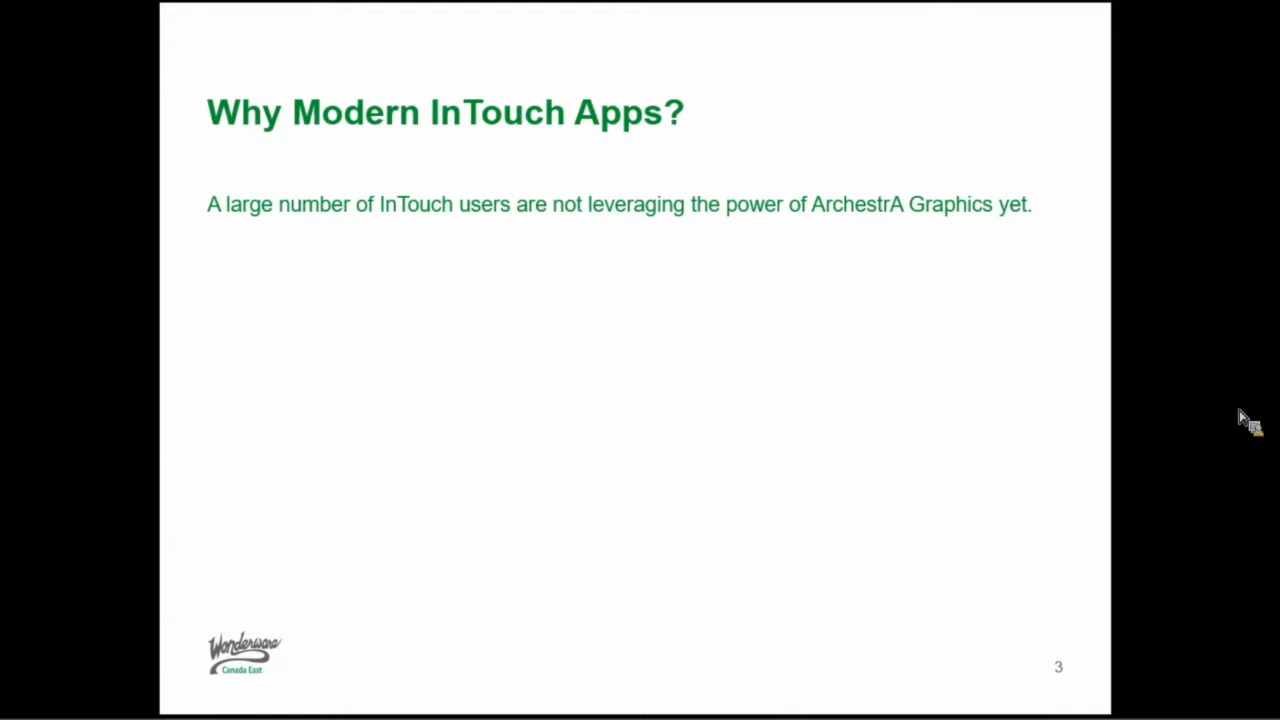 Why Modern InTouch Apps?
A large number of InTouch users are not leveraging the power of ArchestrA Graphics yet.
Wonderware
Canada East
3